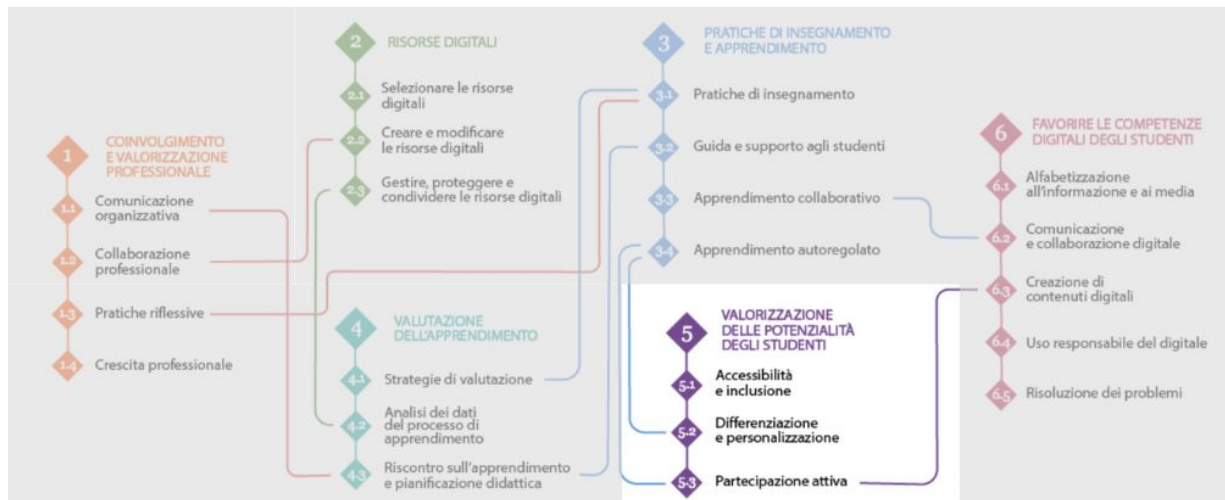 1
COINVOLGIMENTO
E VALORIZZAZIONE
PROFESSIONALE
1.1
Comunicazione
organizzativa
1.2
Collaborazione
professionale
1.3
Pratiche riflessive
1.4
Crescita professionale
2
RISORSE DIGITALI
2.1
Selezionare le risorse
digitali
2.2
Creare e modificare
le risorse digitali
2.3
Gestire, proteggere e
condividere le risorse digitali
3
PRATICHE DI INSEGNAMENTO
E APPRENDIMENTO
3.1
Pratiche di insegnamento
3.2
Guida e supporto agli studenti
3.3
Apprendimento collaborativo
3.4
Apprendimento autoregolato
4
VALUTAZIONE
DELL'APPRENDIMENTO
4.1
Strategie di valutazione
4.2
Analisi dei dati
del processo di
apprendimento
4.3
Riscontro sull'apprendimento
e pianificazione didattica
5
VALORIZZAZIONE
DELLE POTENZIALITÀ
DEGLI STUDENTI
5.1
Accessibilità
e inclusione
5.2
Differenziazione
e personalizzazione
5.3
Partecipazione attiva
6
FAVORIRE LE COMPETENZE
DIGITALI DEGLI STUDENTI
6.1
Alfabetizzazione
all'informazione e ai media
6.2
Comunicazione
e collaborazione digitale
6.3
Creazione di
contenuti digitali
6.4
Uso responsabile del digitale
6.5
Risoluzione dei problemi